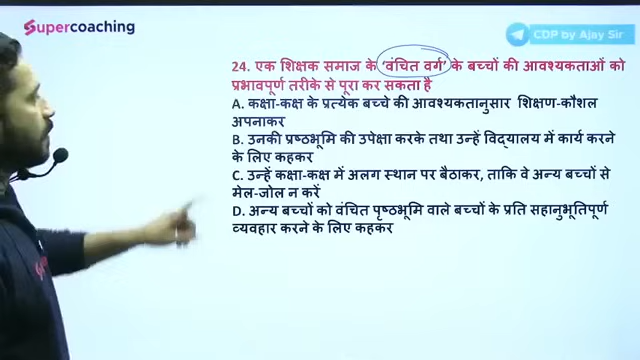 Supercoaching
CDP by Ajay Sir
24. एक शिक्षक समाज के 'वंचित वर्ग' के बच्चों की आवश्यकताओं को
प्रभावपूर्ण तरीके से पूरा कर सकता है
A. कक्षा-कक्ष के प्रत्येक बच्चे की आवश्यकतानुसार शिक्षण-कौशल
अपनाकर
B. उनकी प्रष्ठभूमि की उपेक्षा करके तथा उन्हें विद्यालय में कार्य करने
के लिए कहकर
C. उन्हें कक्षा-कक्ष में अलग स्थान पर बैठाकर, ताकि वे अन्य बच्चों से
मेल-जोल न करें
D. अन्य बच्चों को वंचित पृष्ठभूमि वाले बच्चों के प्रति सहानुभूतिपूर्ण
व्यवहार करने के लिए कहकर